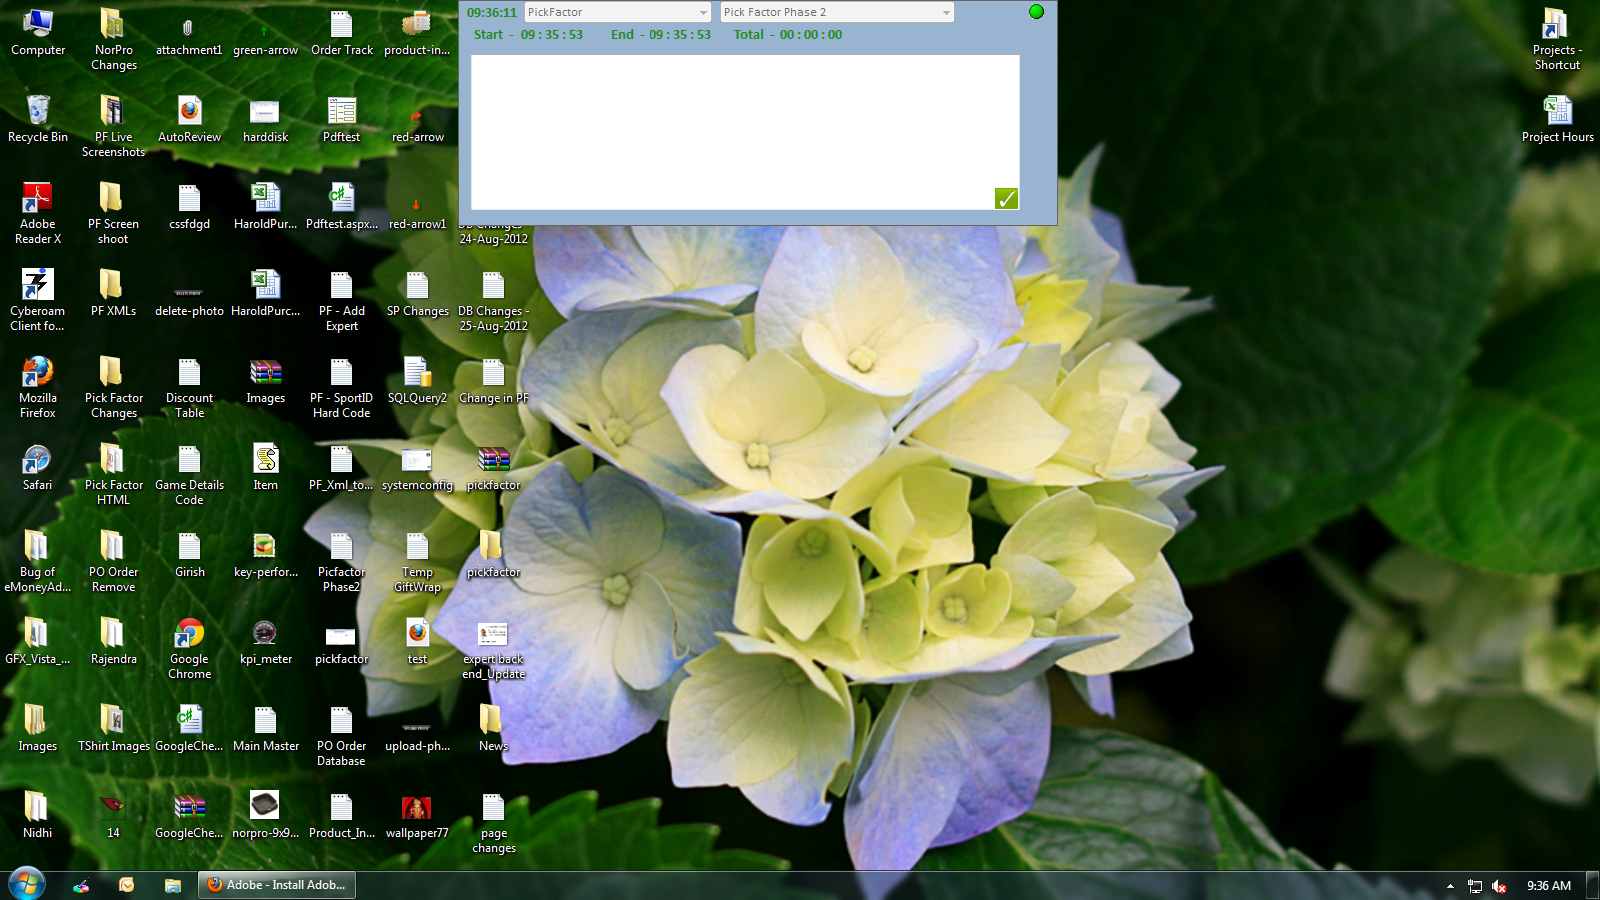 09:36:11 PickFactor Pick Factor Phase 2
Start - 09 : 35 : 53 End - 09 : 35 : 53 Total - 00 : 00 : 00
Computer
NorPro Changes
attachment1
green-arrow
Order Track
product-in...
Projects - Shortcut
Recycle Bin
PF Live Screenshots
AutoReview
harddisk
Pdftest
red-arrow
Project Hours
Adobe Reader X
PF Screen shoot
cssfdgd
HaroldPur...
Pdftest.aspx...
red-arrow1
DB Changes - 24-Aug-2012
Cyberoam Client fo...
PF XMLs
delete-photo
HaroldPurc...
PF - Add Expert
SP Changes
DB Changes - 25-Aug-2012
Mozilla Firefox
Pick Factor Changes
Discount Table
Images
PF - SportID Hard Code
SQLQuery2
Change in PF
Safari
Pick Factor HTML
Game Details Code
Item
PF_Xml_to...
systemconfig
pickfactor
Bug of eMoneyAd...
PO Order Remove
Girish
key-perfor...
Picfactor Phase2
Temp GiftWrap
pickfactor
GFX_Vista_...
Rajendra
Google Chrome
kpi_meter
pickfactor
test
expert back end_Update
Images
TShirt Images
GoogleChe...
Main Master
PO Order Database
upload-ph...
News
Nidhi
14
GoogleChe...
norpro-9x9...
Product_In...
wallpaper77
page changes
Adobe - Install Adob...
9:36 AM